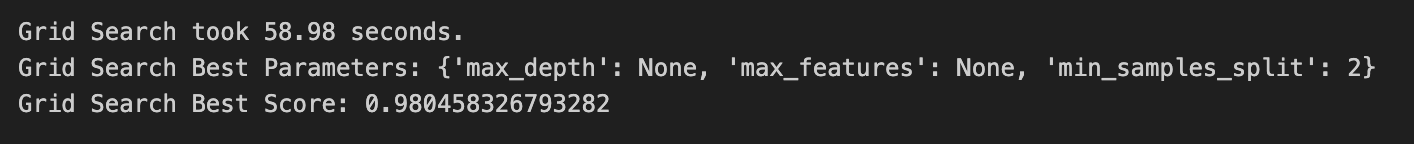 Grid Search took 58.98 seconds.
Grid Search Best Parameters: {'max_depth': None, 'max_features': None, 'min_samples_split': 2}
Grid Search Best Score: 0.980458326793282